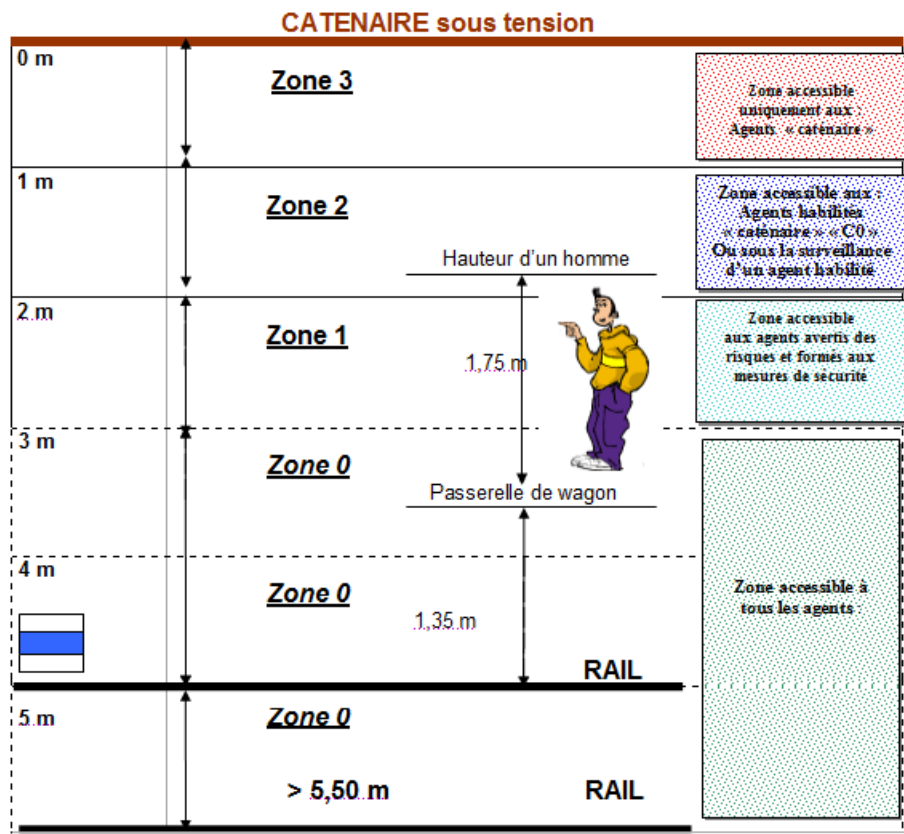 CATENAIRE sous tension
0 m
Zone 3
Zone accessible
uniquement aux :
Agents « catenaire »
1 m
Zone 2
Zone accessible aux :
Agents habilités
« catenaire » « C0 »
Ou sous la surveillance
d'un agent habilité
Hauteur d'un homme
2 m
Zone 1
1,75 m
Zone accessible
aux agents avertis des
risques et formés aux
mesures de sécurité
3 m
Zone 0
Passerelle de wagon
4 m
Zone 0
1,35 m
Zone accessible à
tous les agents :
RAIL
5 m
Zone 0
> 5,50 m
RAIL